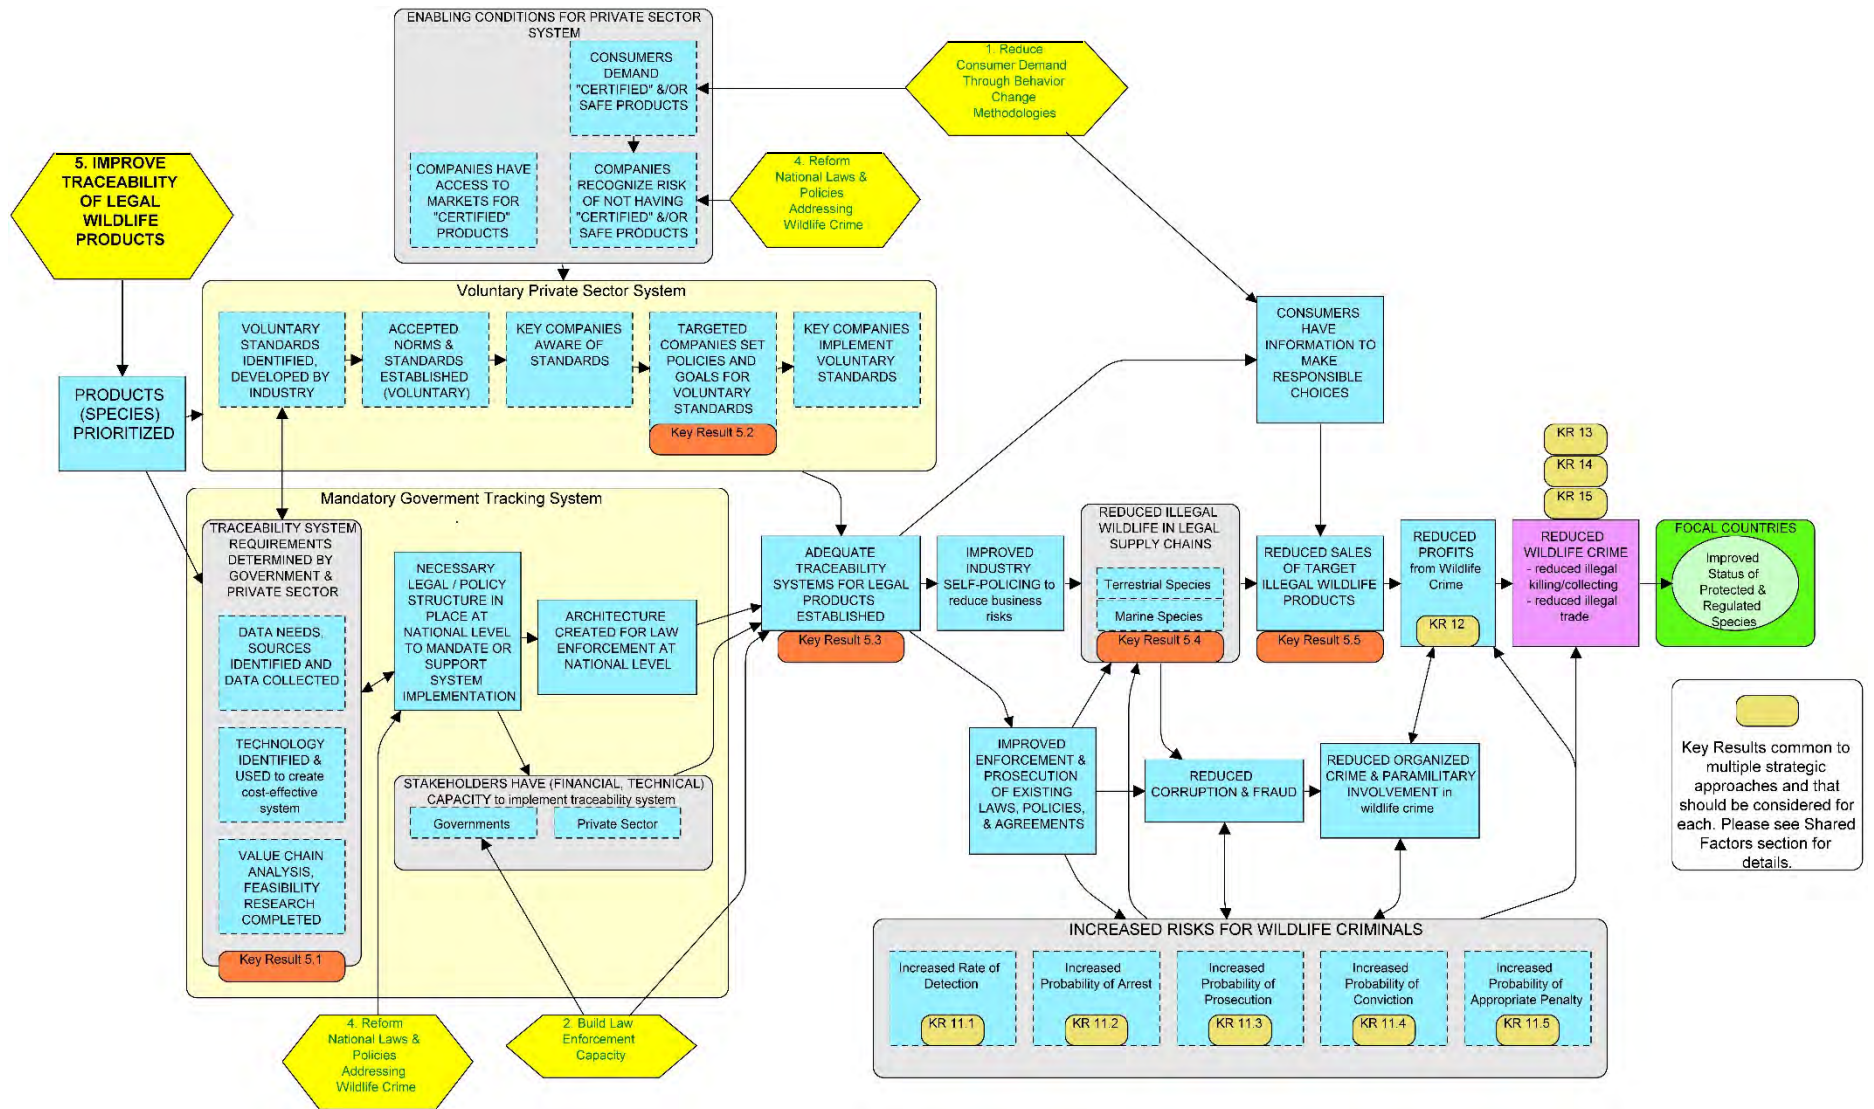 ENABLING CONDITIONS FOR PRIVATE SECTOR
SYSTEM
CONSUMERS
DEMAND
"CERTIFIED" &/OR
SAFE PRODUCTS
1. Reduce
Consumer Demand
Through Behavior
Change
Methodologies
5. IMPROVE
TRACEABILITY
OF LEGAL
WILDLIFE
PRODUCTS
COMPANIES HAVE
ACCESS TO
MARKETS FOR
"CERTIFIED"
PRODUCTS
COMPANIES
RECOGNIZE RISK
OF NOT HAVING
"CERTIFIED" &/OR
SAFE PRODUCTS
4. Reform
National Laws &
Policies
Addressing
Wildlife Crime
Voluntary Private Sector System
VOLUNTARY
STANDARDS
IDENTIFIED,
DEVELOPED BY
INDUSTRY
ACCEPTED
NORMS &
STANDARDS
ESTABLISHED
(VOLUNTARY)
KEY COMPANIES
AWARE OF
STANDARDS
TARGETED
COMPANIES SET
POLICIES AND
GOALS FOR
VOLUNTARY
STANDARDS
Key Result 5.2
KEY COMPANIES
IMPLEMENT
VOLUNTARY
STANDARDS
PRODUCTS
(SPECIES)
PRIORITIZED
CONSUMERS
HAVE
INFORMATION TO
MAKE
RESPONSIBLE
CHOICES
Mandatory Goverment Tracking System
.
TRACEABILITY SYSTEM
REQUIREMENTS
DETERMINED BY
GOVERNMENT &
PRIVATE SECTOR
DATA NEEDS,
SOURCES
IDENTIFIED AND
DATA COLLECTED
TECHNOLOGY
IDENTIFIED &
USED to create
cost-effective
system
VALUE CHAIN
ANALYSIS,
FEASIBILITY
RESEARCH
COMPLETED
Key Result 5.1
NECESSARY
LEGAL / POLICY
STRUCTURE IN
PLACE AT
NATIONAL LEVEL
TO MANDATE OR
SUPPORT
SYSTEM
IMPLEMENTATION
ARCHITECTURE
CREATED FOR LAW
ENFORCEMENT AT
NATIONAL LEVEL
STAKEHOLDERS HAVE (FINANCIAL, TECHNICAL)
CAPACITY to implement traceability system
Governments
Private Sector
4. Reform
National Laws &
Policies
Addressing
Wildlife Crime
2. Build Law
Enforcement
Capacity
ADEQUATE
TRACEABILITY
SYSTEMS FOR LEGAL
PRODUCTS
ESTABLISHED
Key Result 5.3
IMPROVED
INDUSTRY
SELF-POLICING to
reduce business
risks
REDUCED ILLEGAL
WILDLIFE IN LEGAL
SUPPLY CHAINS
Terrestrial Species
Marine Species
Key Result 5.4
REDUCED SALES
OF TARGET
ILLEGAL WILDLIFE
PRODUCTS
Key Result 5.5
REDUCED
PROFITS
from Wildlife
Crime
KR 12
KR 13
KR 14
KR 15
REDUCED
WILDLIFE CRIME
- reduced illegal
killing/collecting
- reduced illegal
trade
FOCAL COUNTRIES
Improved
Status of
Protected &
Regulated
Species
IMPROVED
ENFORCEMENT &
PROSECUTION
OF EXISTING
LAWS, POLICIES,
& AGREEMENTS
REDUCED
CORRUPTION & FRAUD
REDUCED ORGANIZED
CRIME & PARAMILITARY
INVOLVEMENT in
wildlife crime
Key Results common to
multiple strategic
approaches and that
should be considered for
each. Please see Shared
Factors section for
details.
INCREASED RISKS FOR WILDLIFE CRIMINALS
Increased Rate of
Detection
KR 11.1
Increased
Probability of Arrest
KR 11.2
Increased
Probability of
Prosecution
KR 11.3
Increased
Probability of
Conviction
KR 11.4
Increased
Probability of
Appropriate Penalty
KR 11.5